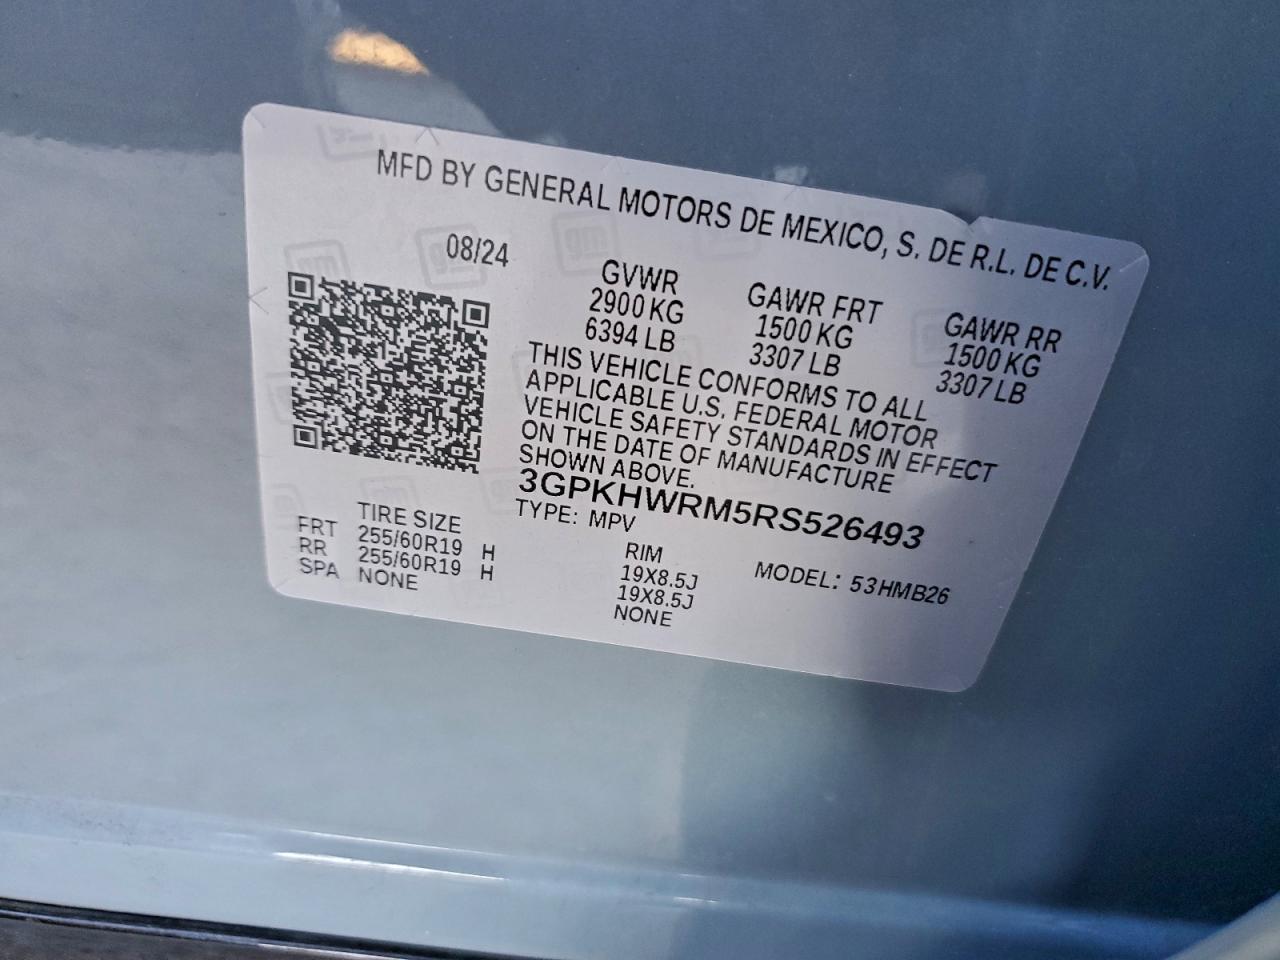 MFD BY GENERAL MOTORS DE MEXICO, S. DE R.L. DE C.V.
08/24
GVWR GAWR FRT GAWR RR
2900 KG 1500 KG 1500 KG
6394 LB 3307 LB 3307 LB
THIS VEHICLE CONFORMS TO ALL
APPLICABLE U.S. FEDERAL MOTOR
VEHICLE SAFETY STANDARDS IN EFFECT
ON THE DATE OF MANUFACTURE
SHOWN ABOVE.
3GPKHWRM5RS526493
TYPE: MPV MODEL: 53HMB26
TIRE SIZE RIM
FRT 255/60R19 H 19X8.5J
RR 255/60R19 H 19X8.5J
SPA NONE NONE